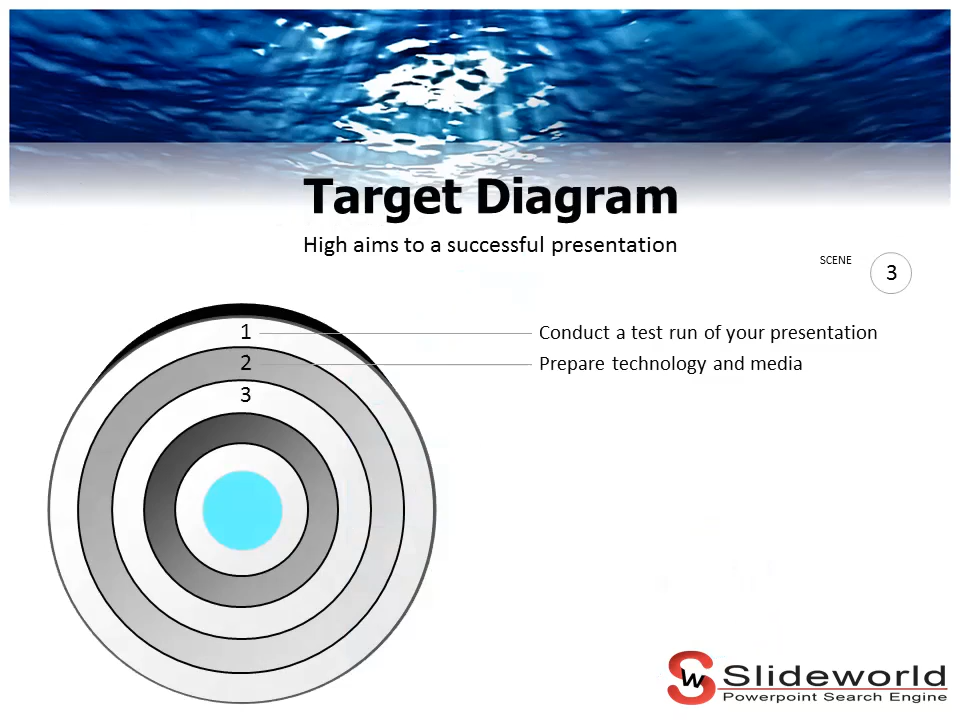 Target Diagram
High aims to a successful presentation
SCENE
3
1
Conduct a test run of your presentation
2
Prepare technology and media
3
SW
Slideworld
Powerpoint Search Engine